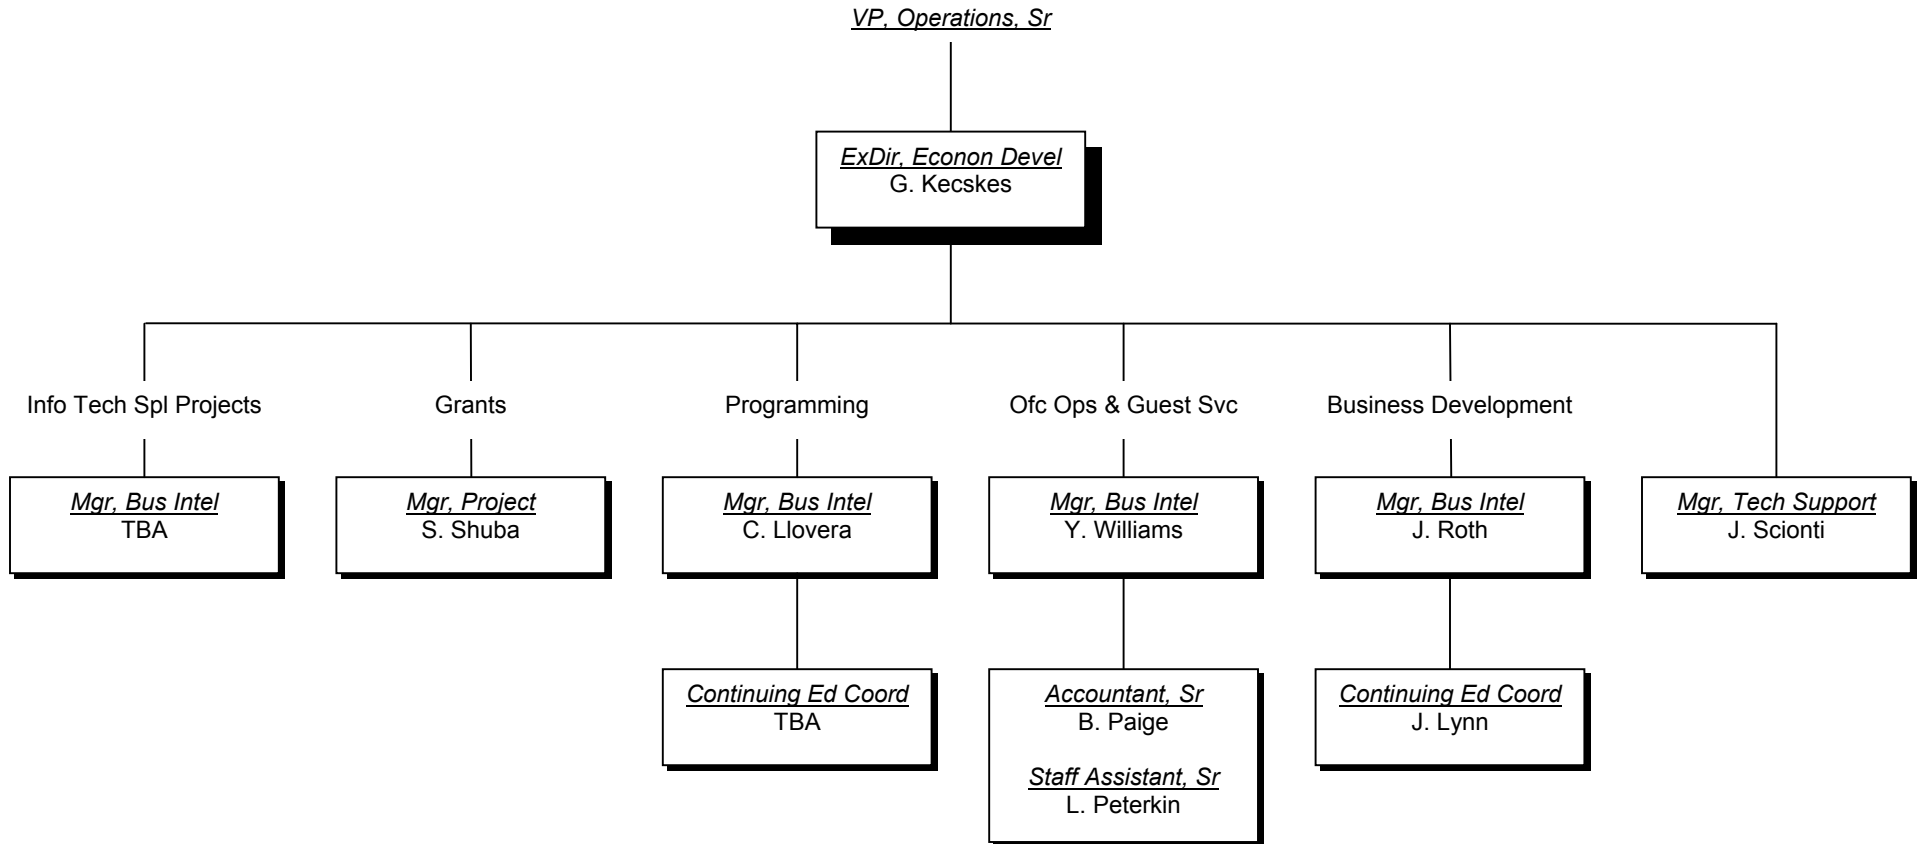 VP, Operations, Sr
ExDir, Econon Devel
G. Kecskes
Info Tech Spl Projects
Grants
Programming
Ofc Ops & Guest Svc
Business Development
Mgr, Bus Intel
TBA
Mgr, Project
S. Shuba
Mgr, Bus Intel
C. Llovera
Mgr, Bus Intel
Y. Williams
Mgr, Bus Intel
J. Roth
Mgr, Tech Support
J. Scionti
Continuing Ed Coord
TBA
Accountant, Sr
B. Paige
Staff Assistant, Sr
L. Peterkin
Continuing Ed Coord
J. Lynn